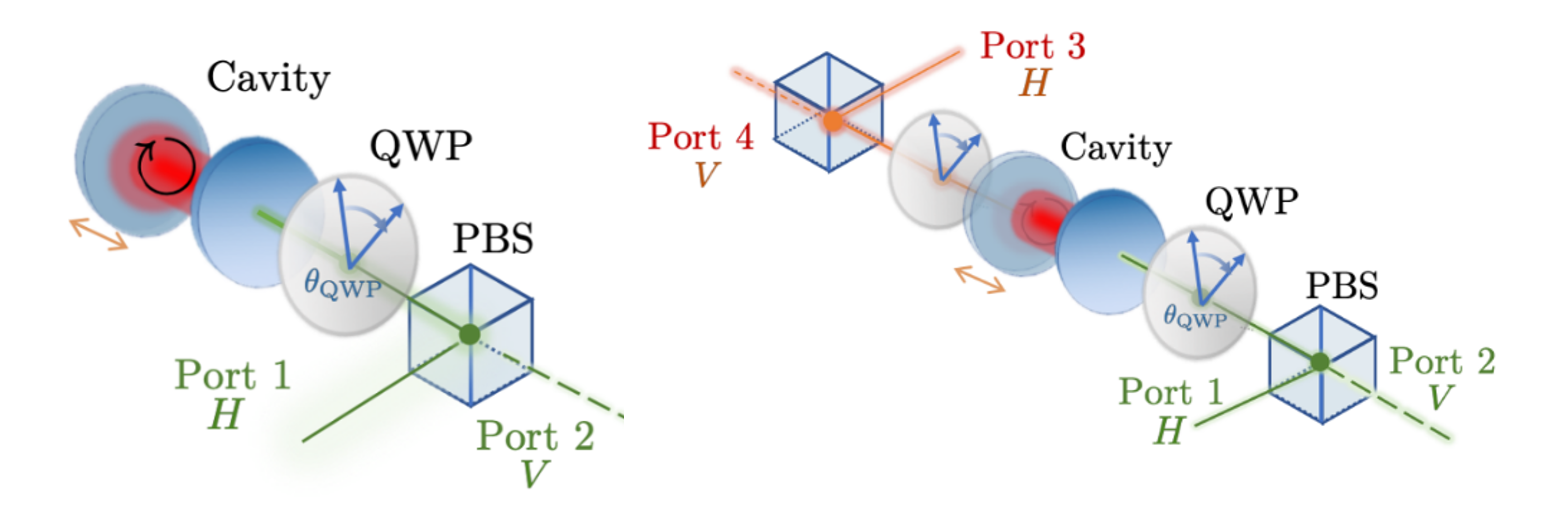 Cavity
QWP
PBS
θQWP
Port 1
H
Port 2
V
Port 3
H
Port 4
V
Cavity
QWP
PBS
θQWP
Port 1
H
Port 2
V